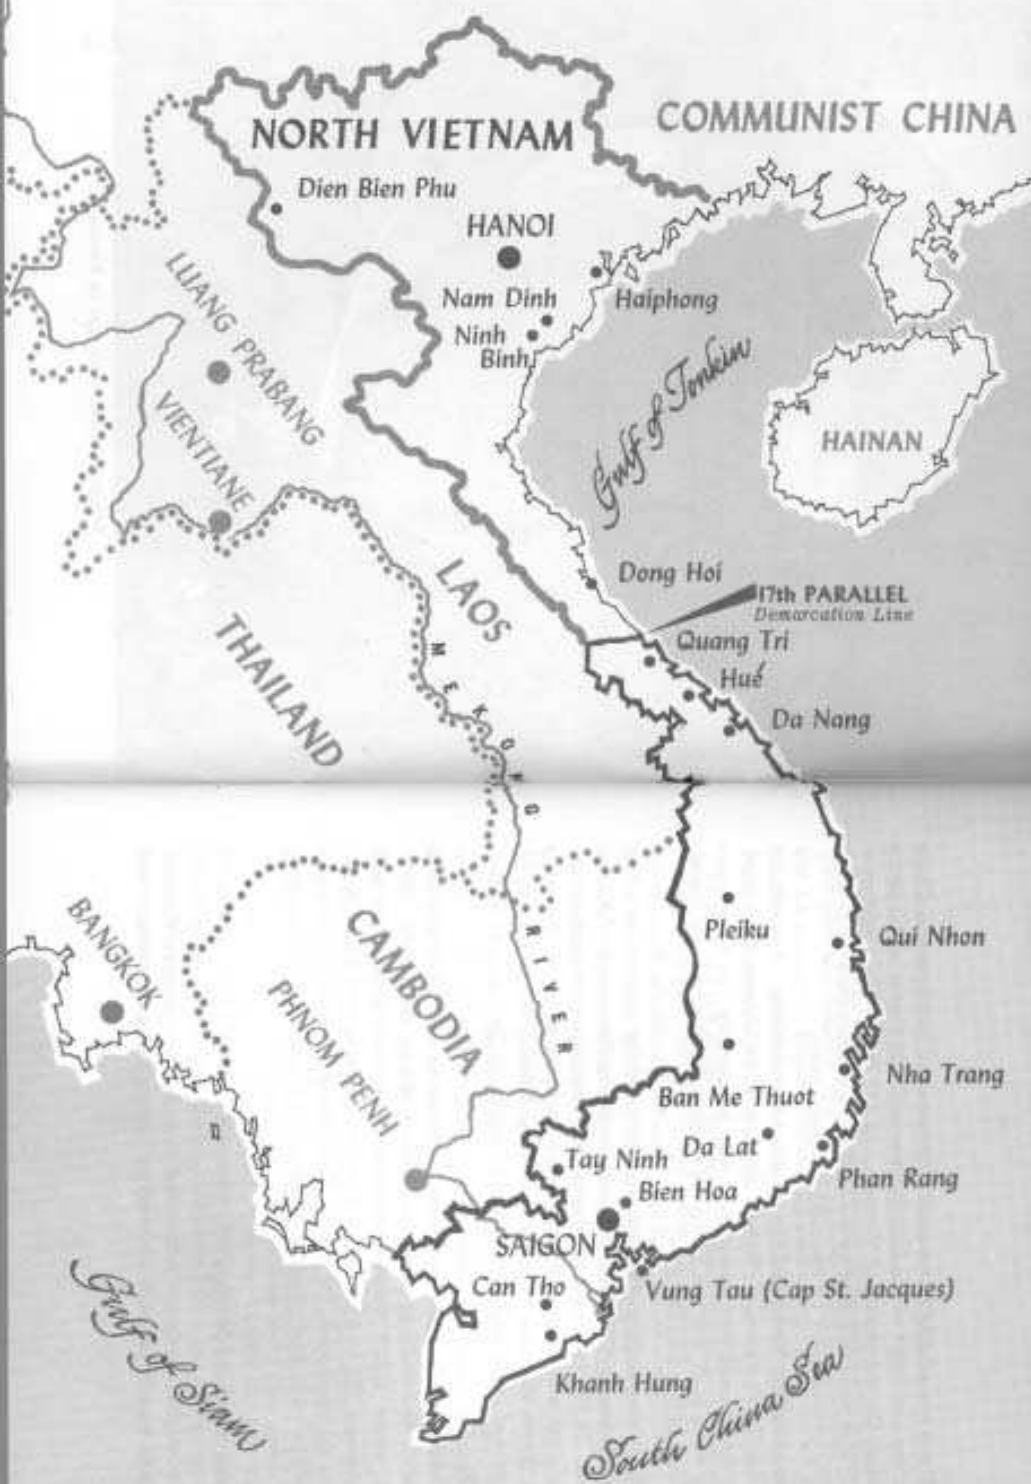 COMMUNIST CHINA
NORTH VIETNAM
Dien Bien Phu
HANOI
Nam Dinh
Haiphong
Ninh
Binh
LUANG PRABANG
VIENTIANE
Gulf of Tonkin
HAINAN
LAOS
Dong Hoi
17th PARALLEL
Demarcation Line
THAILAND
Quang Tri
Hué
Da Nang
MEKONG RIVER
BANGKOK
CAMBODIA
Pleiku
Qui Nhon
PHNOM PENH
Nha Trang
Ban Me Thuot
Da Lat
Tay Ninh
Phan Rang
Bien Hoa
SAIGON
Can Tho
Vung Tau (Cap St. Jacques)
Khanh Hung
Gulf of Siam
South China Sea